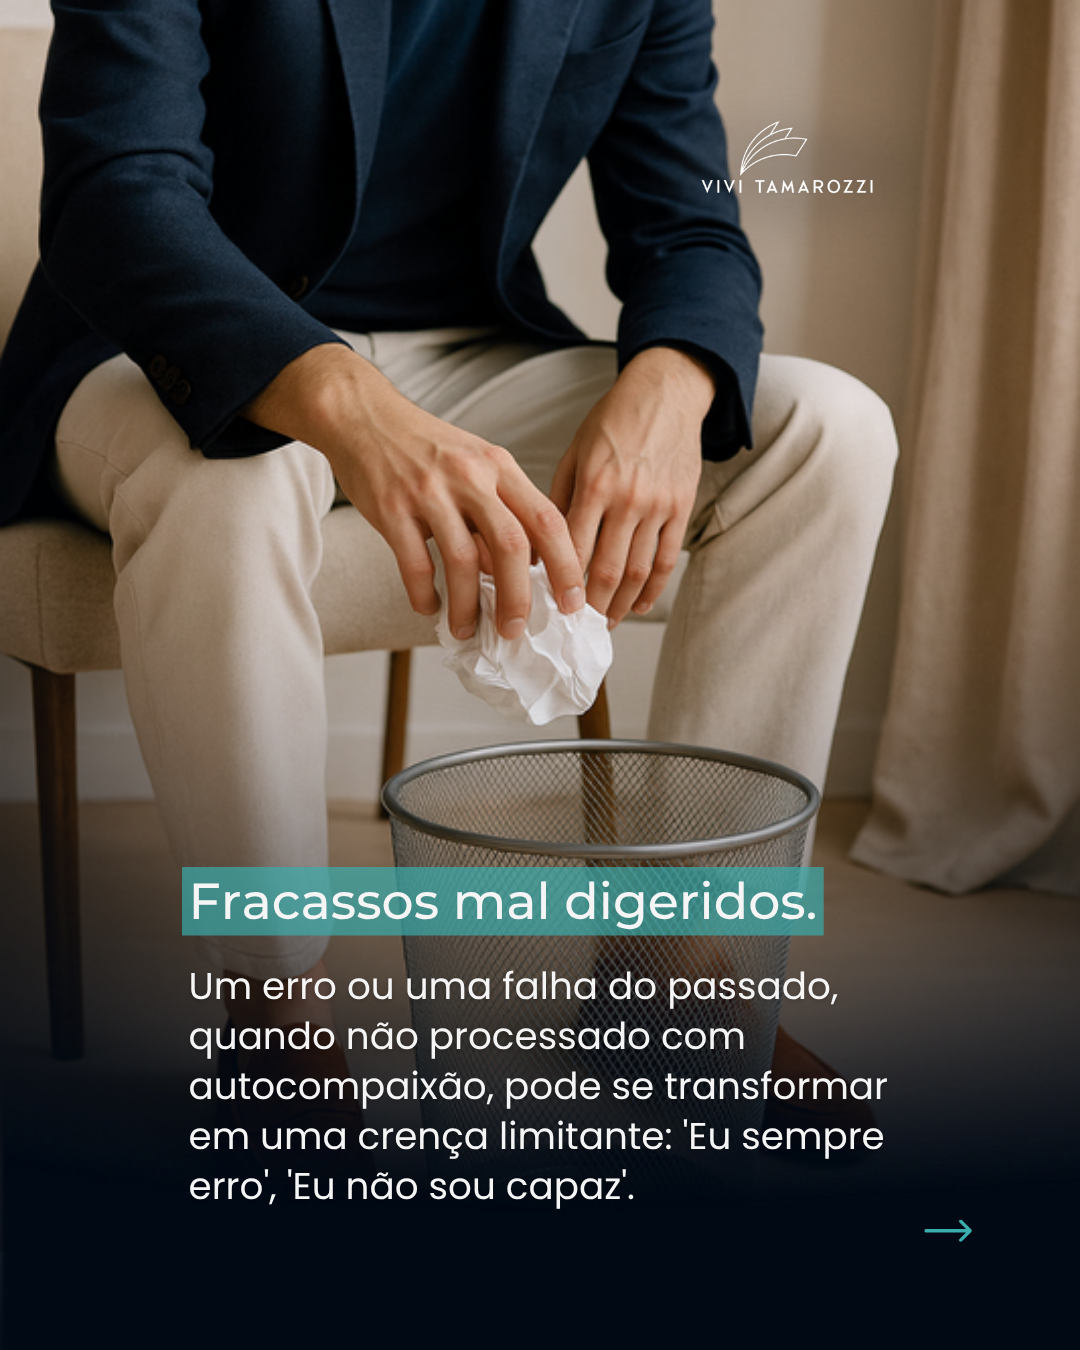 VIVI TAMAROZZI
Fracassos mal digeridos.
Um erro ou uma falha do passado,
quando não processado com
autocompaixão, pode se transformar
em uma crença limitante: 'Eu sempre
erro', 'Eu não sou capaz'.